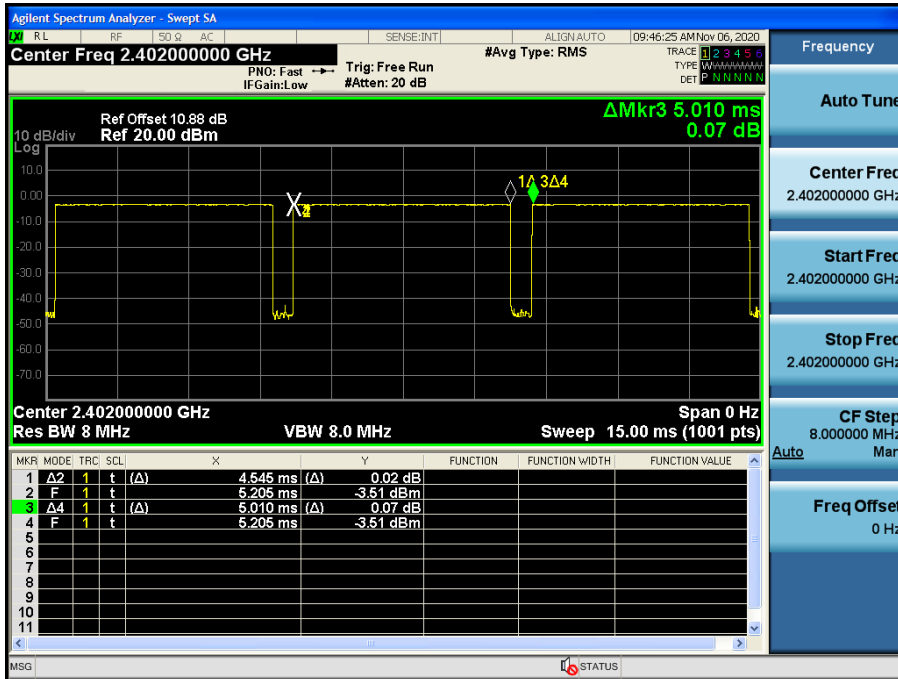 Agilent Spectrum Analyzer - Swept SA
LXI RL RF 50 Ω AC SENSE:INT ALIGN AUTO 09:46:25 AM Nov 06, 2020
Center Freq 2.402000000 GHz
PNO: Fast
IFGain:Low
Trig: Free Run
#Atten: 20 dB
#Avg Type: RMS
TRACE 1 2 3 4 5 6
TYPE WWWWWW
DET P N N N N N
Ref Offset 10.88 dB
10 dB/div Ref 20.00 dBm
Log
ΔMkr3 5.010 ms
0.07 dB
10.0
0.00
-10.0
-20.0
-30.0
-40.0
-50.0
-60.0
-70.0
1Δ 3Δ4
Center 2.402000000 GHz Span 0 Hz
Res BW 8 MHz VBW 8.0 MHz Sweep 15.00 ms (1001 pts)
MKR MODE TRC SCL X Y FUNCTION FUNCTION WIDTH FUNCTION VALUE
1 Δ2 1 t (Δ) 4.545 ms (Δ) 0.02 dB
2 F 1 t 5.205 ms -3.51 dBm
3 Δ4 1 t (Δ) 5.010 ms (Δ) 0.07 dB
4 F 1 t 5.205 ms -3.51 dBm
5
6
7
8
9
10
11
MSG STATUS
Frequency
Auto Tune
Center Freq
2.402000000 GHz
Start Freq
2.402000000 GHz
Stop Freq
2.402000000 GHz
CF Step
8.000000 MHz
Auto Man
Freq Offset
0 Hz